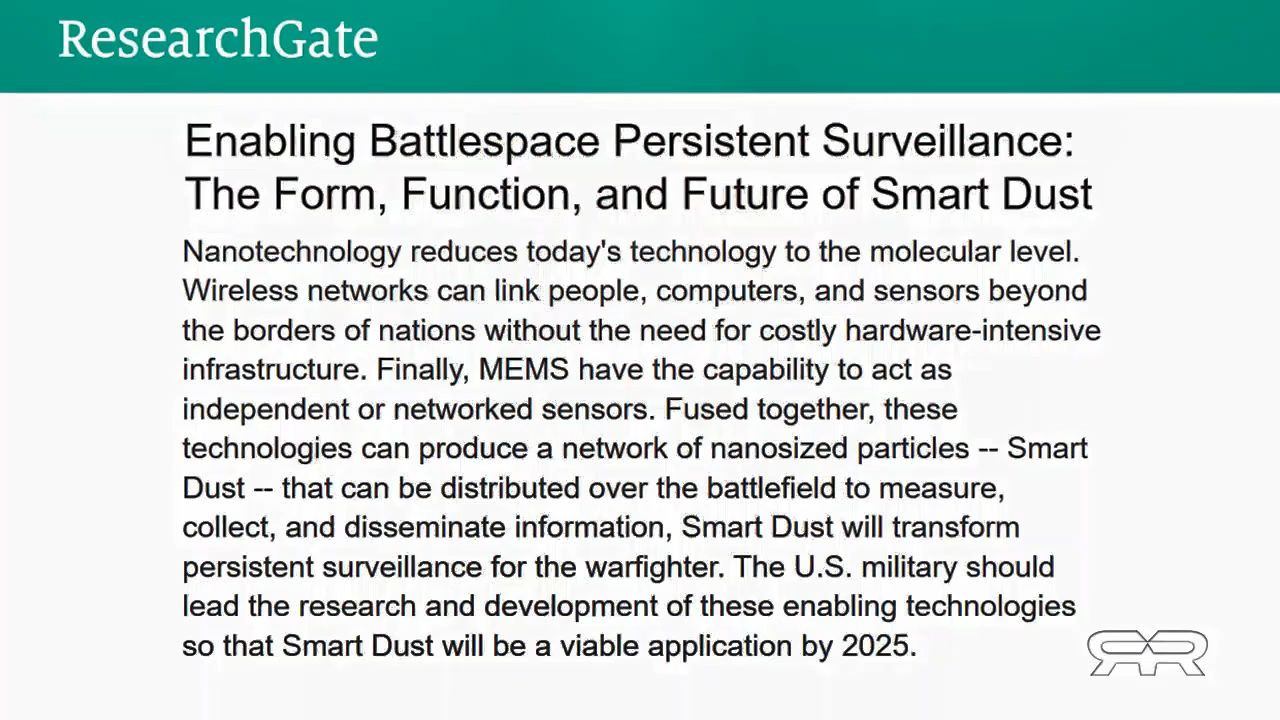 ResearchGate
Enabling Battlespace Persistent Surveillance:
The Form, Function, and Future of Smart Dust
Nanotechnology reduces today's technology to the molecular level.
Wireless networks can link people, computers, and sensors beyond
the borders of nations without the need for costly hardware-intensive
infrastructure. Finally, MEMS have the capability to act as
independent or networked sensors. Fused together, these
technologies can produce a network of nanosized particles -- Smart
Dust -- that can be distributed over the battlefield to measure,
collect, and disseminate information, Smart Dust will transform
persistent surveillance for the warfighter. The U.S. military should
lead the research and development of these enabling technologies
so that Smart Dust will be a viable application by 2025.
RR